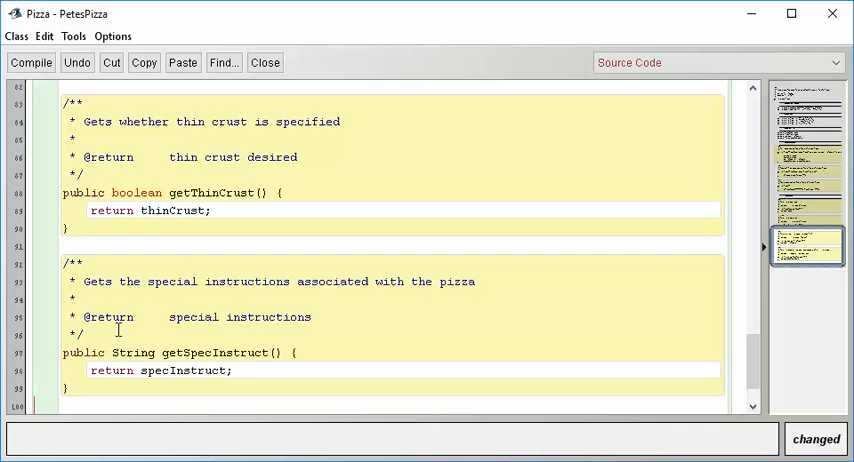 Pizza - PetesPizza
Class Edit Tools Options
Compile Undo Cut Copy Paste Find... Close Source Code
82
83 /**
84 * Gets whether thin crust is specified
85 *
86 * @return thin crust desired
87 */
88 public boolean getThinCrust() {
89 return thinCrust;
90 }
91
92 /**
93 * Gets the special instructions associated with the pizza
94 *
95 * @return special instructions
96 */
97 public String getSpecInstruct() {
98 return specInstruct;
99 }
100
changed